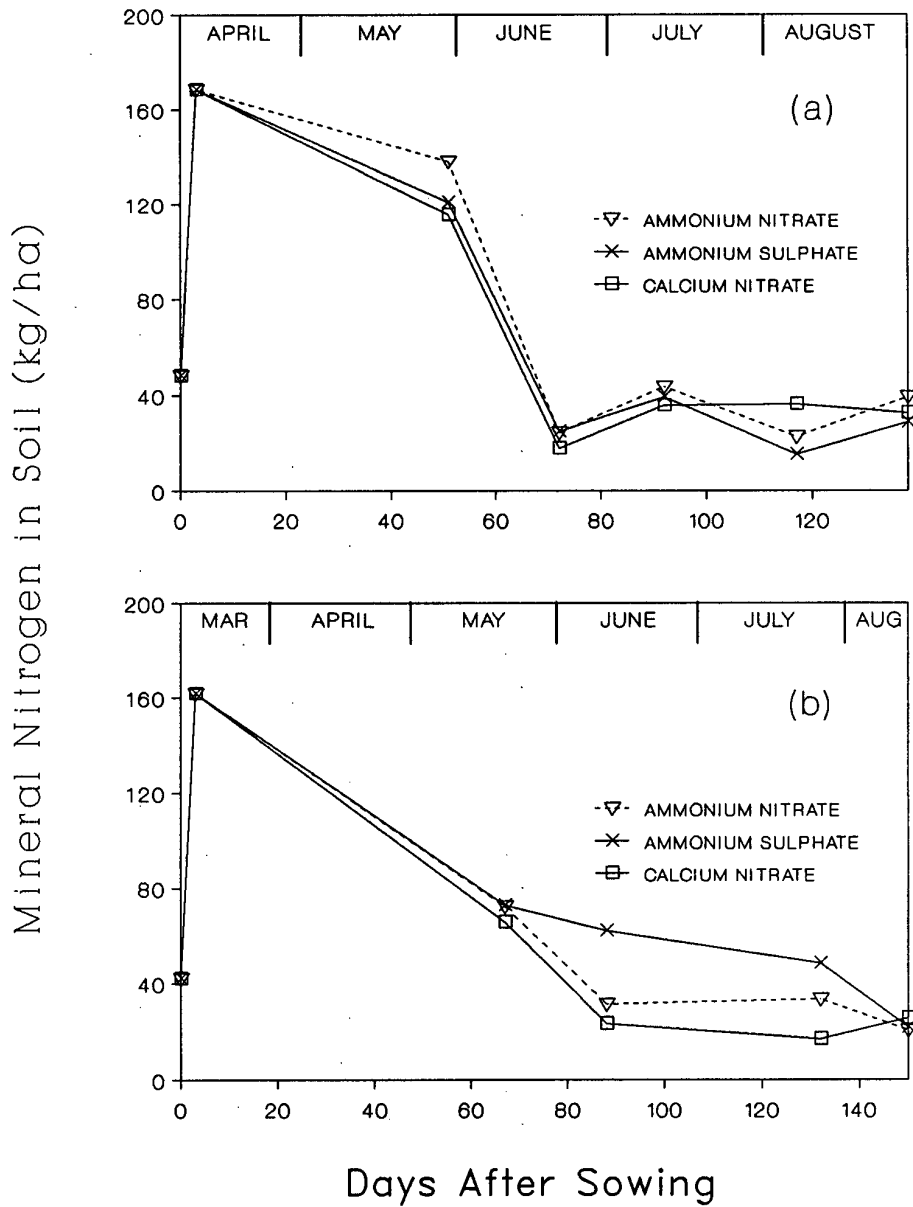 APRIL MAY JUNE JULY AUGUST
200
160
120
80
40
0
(a)
AMMONIUM NITRATE
AMMONIUM SULPHATE
CALCIUM NITRATE
0 20 40 60 80 100 120
Mineral Nitrogen in Soil (kg/ha)
MAR APRIL MAY JUNE JULY AUG
200
160
120
80
40
0
(b)
AMMONIUM NITRATE
AMMONIUM SULPHATE
CALCIUM NITRATE
0 20 40 60 80 100 120 140
Days After Sowing